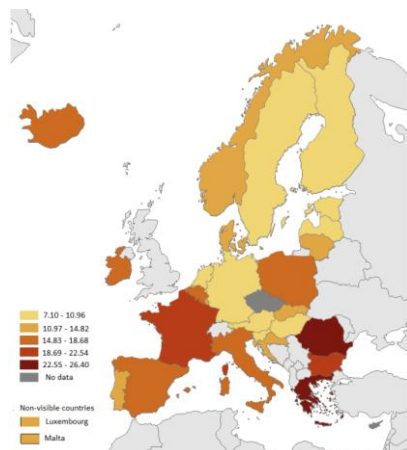 7.10 - 10.96
10.97 - 14.82
14.83 - 18.68
18.69 - 22.54
22.55 - 26.40
No data
Non-visible countries
Luxembourg
Malta